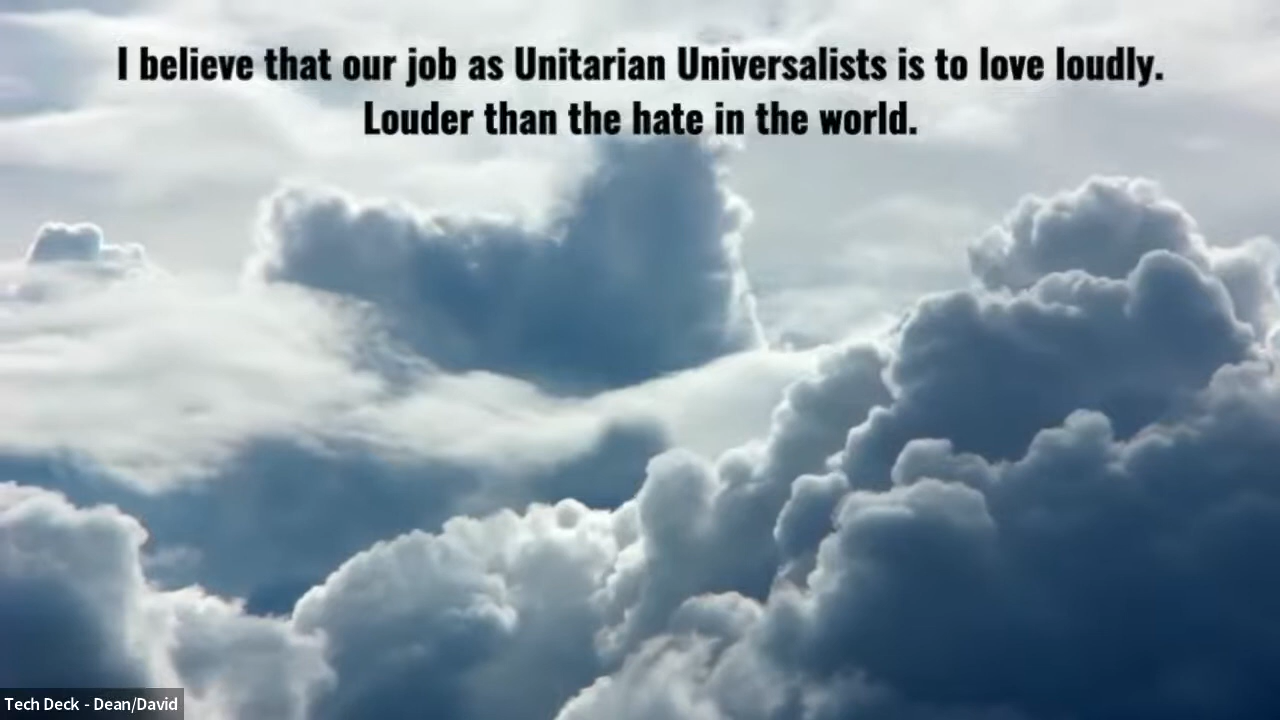 I believe that our job as Unitarian Universalists is to love loudly.
Louder than the hate in the world.
Tech Deck - Dean/David